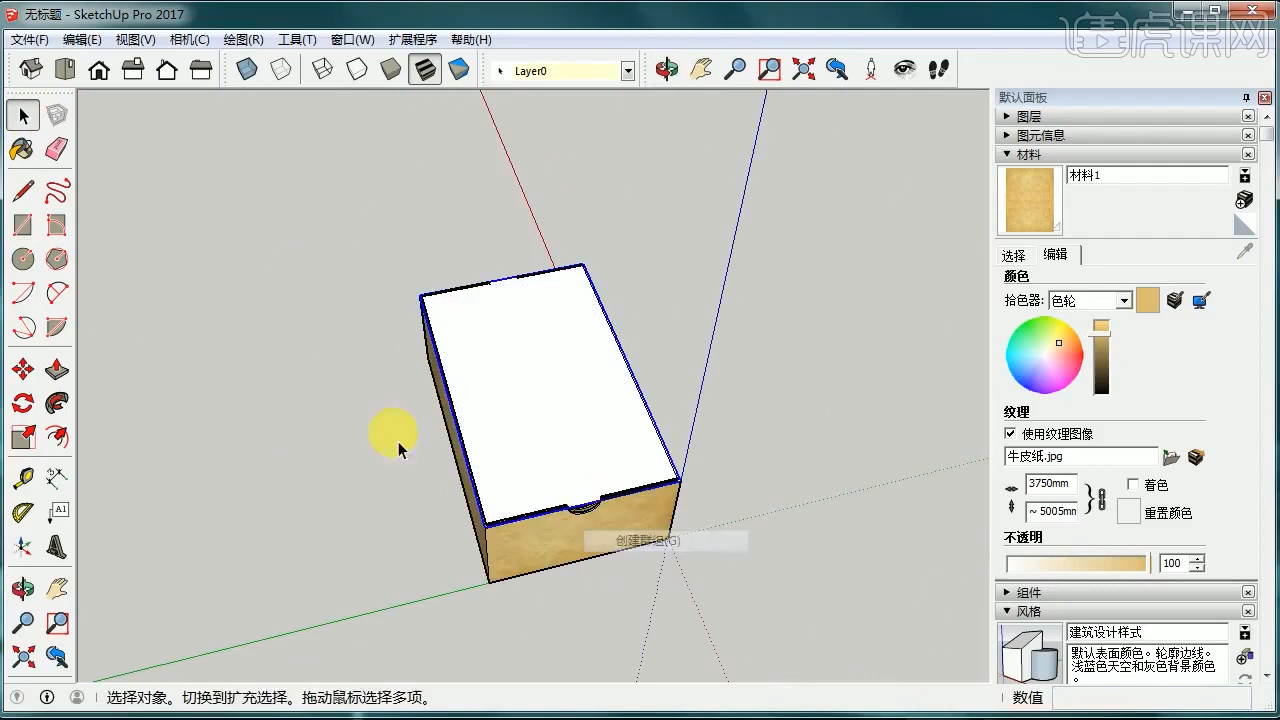 无标题 - SketchUp Pro 2017
虎课网
文件(F) 编辑(E) 视图(V) 相机(C) 绘图(R) 工具(T) 窗口(W) 扩展程序 帮助(H)
Layer0
默认面板
图层
图元信息
材料
材料1
选择 编辑
颜色
拾色器: 色轮
纹理
使用纹理图像
牛皮纸.jpg
3750mm
着色
~ 5005mm
重置颜色
不透明
100
创建群组(G)
组件
风格
建筑设计样式
默认表面颜色。轮廓边线。
浅蓝色天空和灰色背景颜色
。
A1
选择对象。切换到扩充选择。拖动鼠标选择多项。
数值